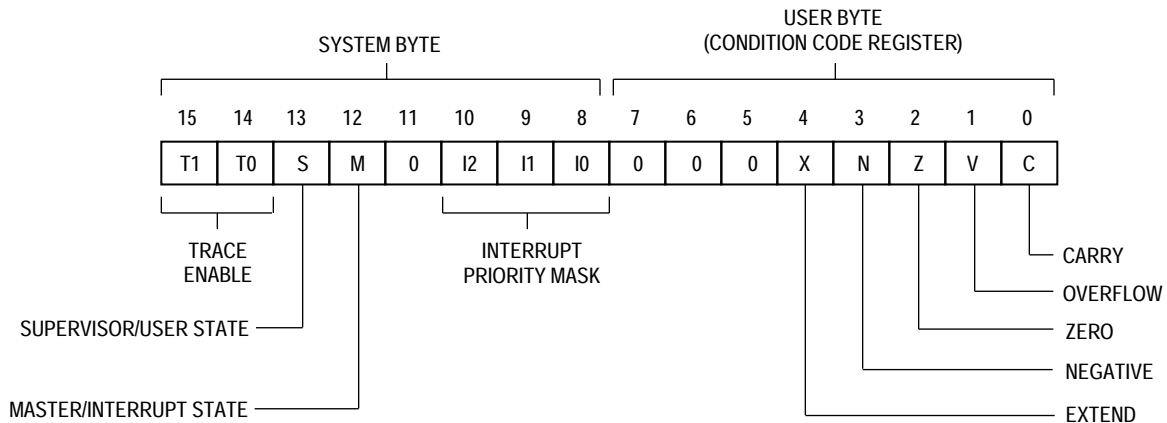 USER BYTE
(CONDITION CODE REGISTER)
SYSTEM BYTE
15 14 13 12 11 10 9 8 7 6 5 4 3 2 1 0
T1 T0 S M 0 I2 I1 I0 0 0 0 X N Z V C
TRACE
ENABLE
INTERRUPT
PRIORITY MASK
CARRY
OVERFLOW
SUPERVISOR/USER STATE
ZERO
NEGATIVE
MASTER/INTERRUPT STATE
EXTEND